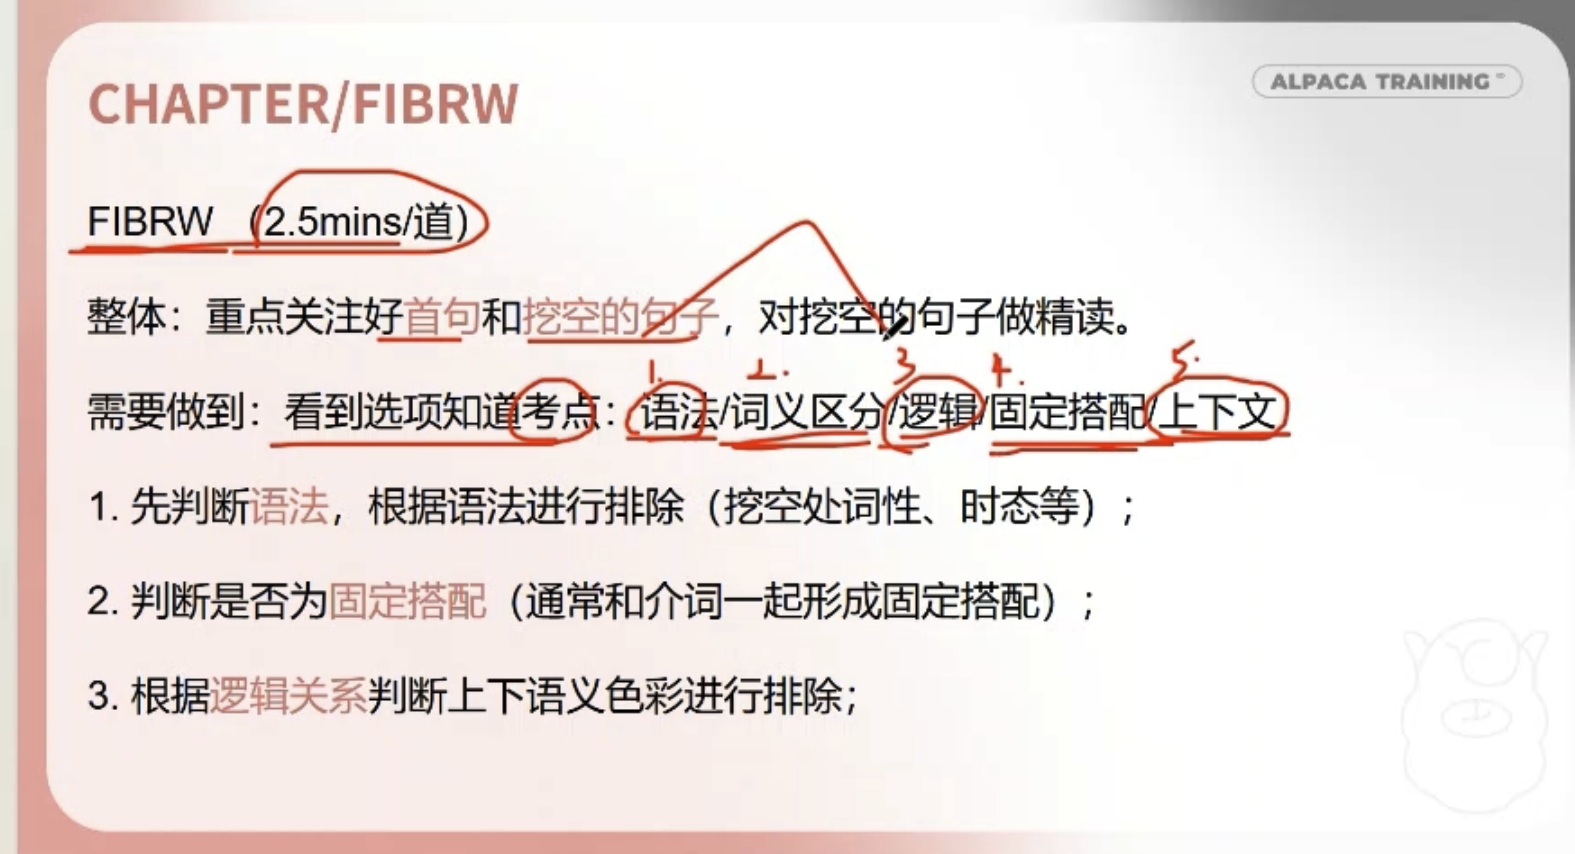 ALPACA TRAINING
CHAPTER/FIBRW
FIBRW （2.5mins/道）
整体：重点关注好首句和挖空的句子，对挖空的句子做精读。
1. 2. 3 4. 5.
需要做到：看到选项知道考点：语法/词义区分/逻辑/固定搭配/上下文
1. 先判断语法，根据语法进行排除（挖空处词性、时态等）；
2. 判断是否为固定搭配（通常和介词一起形成固定搭配）；
3. 根据逻辑关系判断上下语义色彩进行排除；